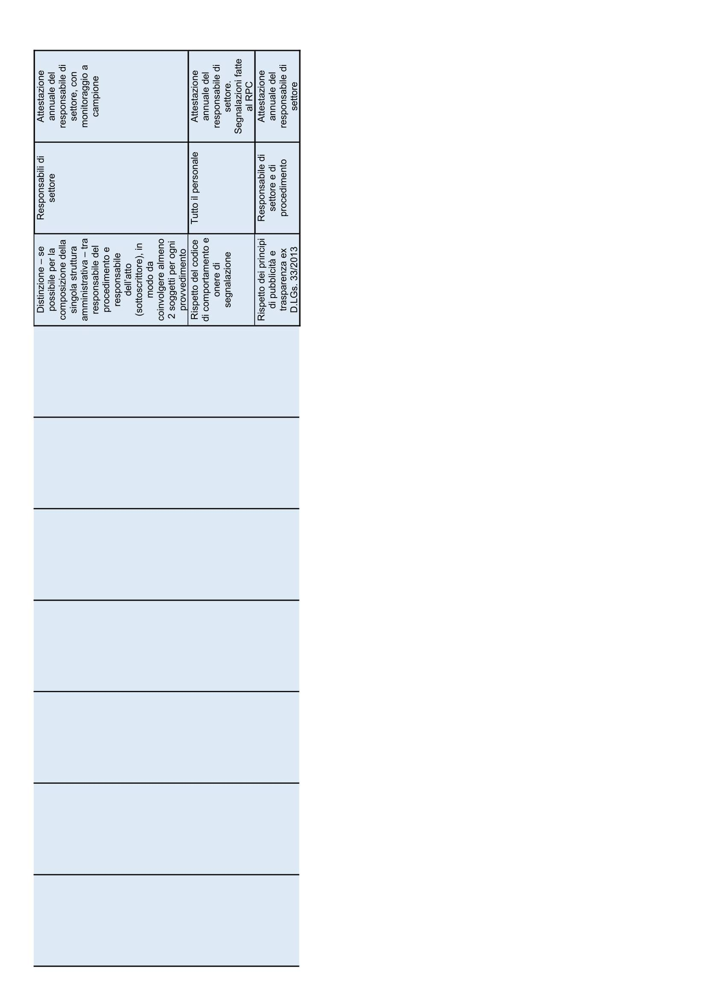 Distinzione – se
possibile per la
composizione della
singola struttura
amministrativa – tra
responsabile del
procedimento e
responsabile
dell'atto
(sottoscrittore), in
modo da
coinvolgere almeno
2 soggetti per ogni
provvedimento
Responsabili di
settore
Attestazione
annuale del
responsabile di
settore, con
monitoraggio a
campione
Rispetto del codice
di comportamento e
onere di
segnalazione
Tutto il personale
Attestazione
annuale del
responsabile di
settore.
Segnalazioni fatte
al RPC
Rispetto dei principi
di pubblicità e
trasparenza ex
D.LGs. 33/2013
Responsabile di
settore e di
procedimento
Attestazione
annuale del
responsabile di
settore